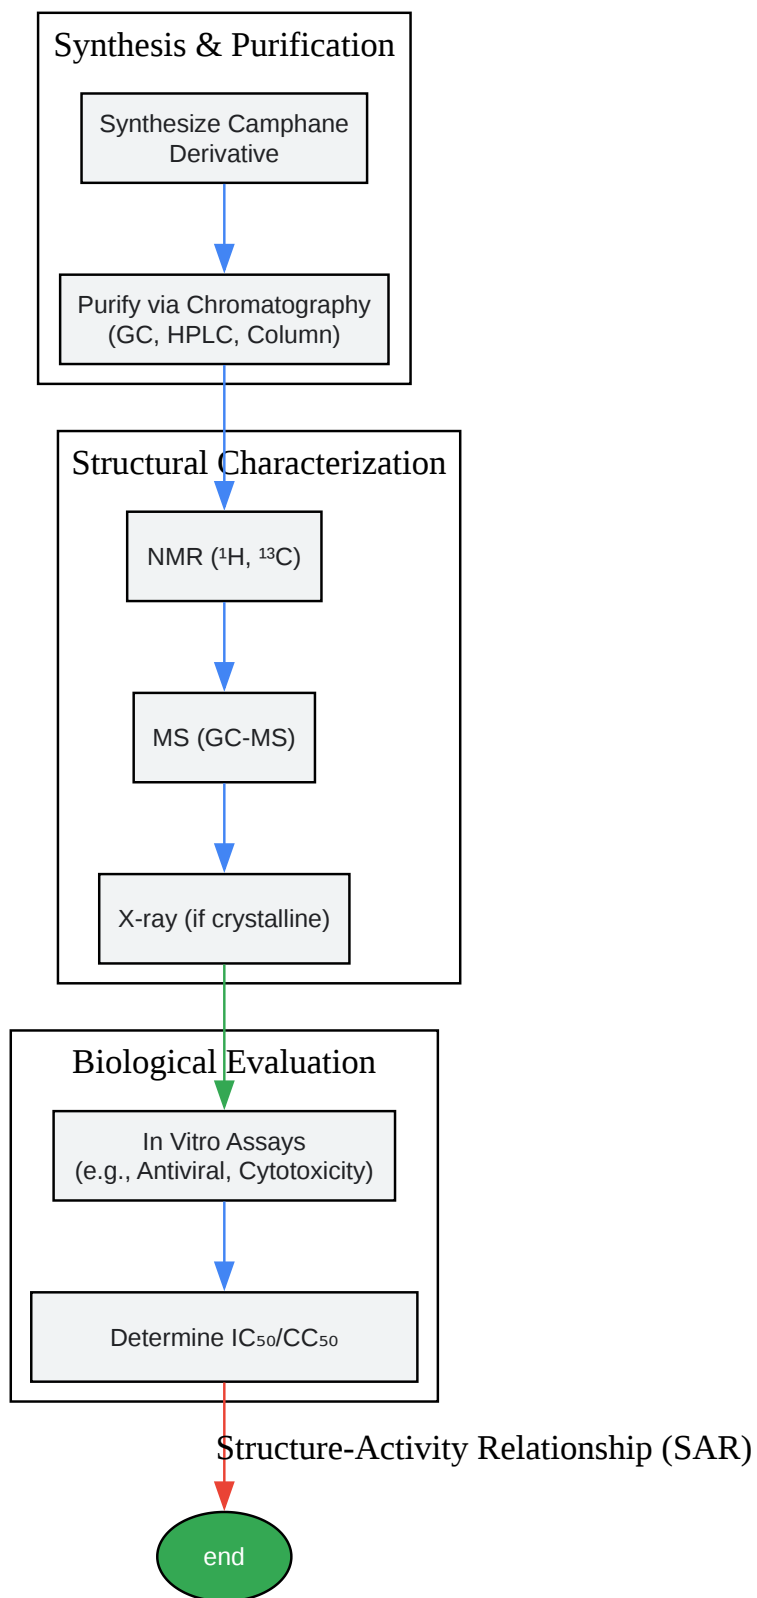 Synthesis & Purification
Synthesize Camphane
Derivative
Purify via Chromatography
(GC, HPLC, Column)
Structural Characterization
NMR (¹H, ¹³C)
MS (GC-MS)
X-ray (if crystalline)
Biological Evaluation
In Vitro Assays
(e.g., Antiviral, Cytotoxicity)
Determine IC₅₀/CC₅₀
Structure-Activity Relationship (SAR)
end